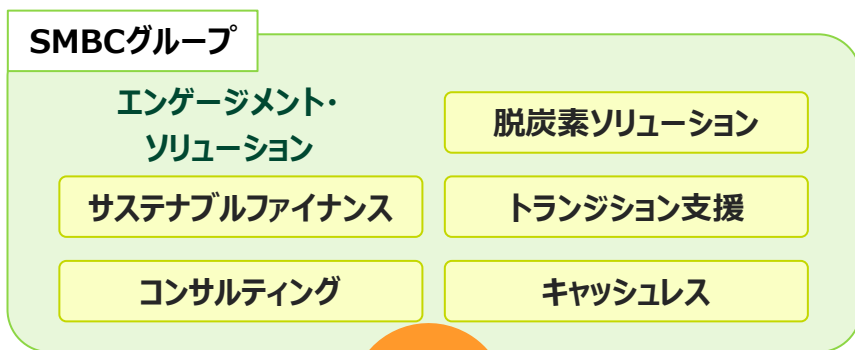 SMBCグループ
エンゲージメント・
ソリューション
脱炭素ソリューション
サステナブルファイナンス
トランジション支援
コンサルティング
キャッシュレス